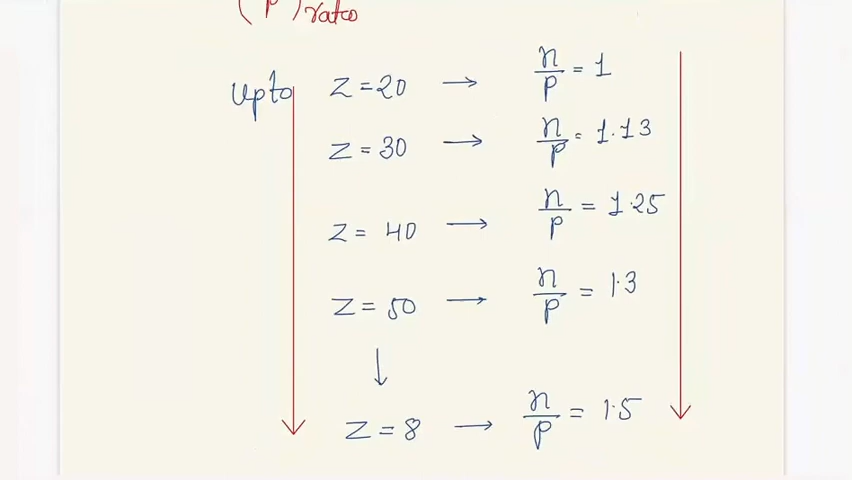 (p) ratio
Upto z = 20 → n/p = 1
z = 30 → n/p = 1.13
z = 40 → n/p = 1.25
z = 50 → n/p = 1.3
↓
z = 8 → n/p = 1.5